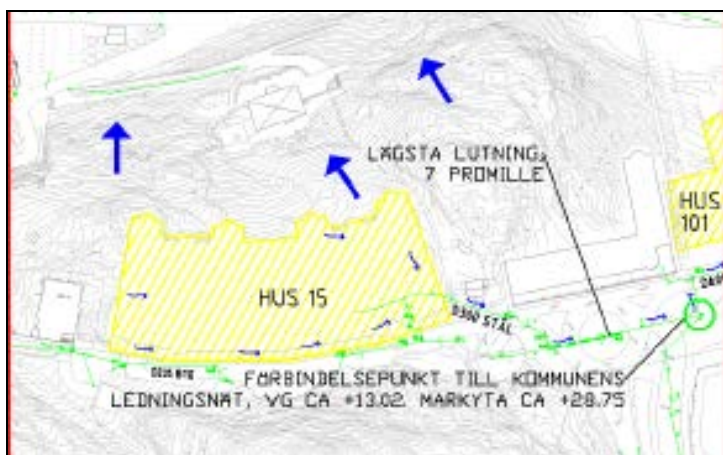 LÄGSTA LUTNING,
7 PROMILLE
HUS
101
HUS 15
D300 STÅL
FÖRBINDELSEPUNKT TILL KOMMUNENS
LEDNINGSNÄT, VG CA +13.02. MARKYTA CA +28.75